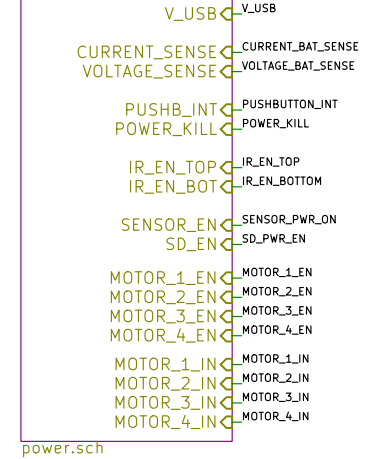 V_USB V_USB
CURRENT_SENSE CURRENT_BAT_SENSE
VOLTAGE_SENSE VOLTAGE_BAT_SENSE
PUSHB_INT PUSHBUTTON_INT
POWER_KILL POWER_KILL
IR_EN_TOP IR_EN_TOP
IR_EN_BOT IR_EN_BOTTOM
SENSOR_EN SENSOR_PWR_ON
SD_EN SD_PWR_EN
MOTOR_1_EN MOTOR_1_EN
MOTOR_2_EN MOTOR_2_EN
MOTOR_3_EN MOTOR_3_EN
MOTOR_4_EN MOTOR_4_EN
MOTOR_1_IN MOTOR_1_IN
MOTOR_2_IN MOTOR_2_IN
MOTOR_3_IN MOTOR_3_IN
MOTOR_4_IN MOTOR_4_IN
power.sch